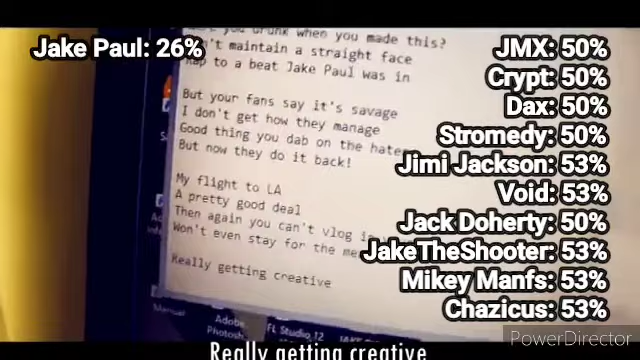 you drunk when you made this?
Jake Paul: 26%
't maintain a straight face
to a beat Jake Paul was in
But your fans say it's savage
I don't get how they manage
Good thing you dab on the hate
But now they do it back!
My flight to LA
A pretty good deal
Then again you can't vlog i
Won't even stay for the me
Really getting creative
JMX: 50%
Crypt: 50%
Dax: 50%
Stromedy: 50%
Jimi Jackson: 53%
Void: 53%
Jack Doherty: 50%
JakeTheShooter: 53%
Mikey Manfs: 53%
Chazicus: 53%
Manual
Adobe
Photosh
FL Studio 12
Really getting creative
PowerDirector